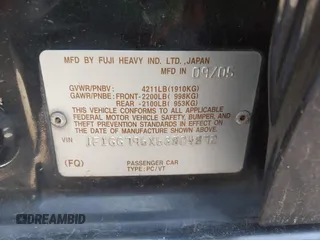 MFD BY FUJI HEAVY IND. LTD. JAPAN
MFD IN 09/05
GVWR/PNBV: 4211LB(1910KG)
GAWR/PNBE: FRONT-2200LB( 998KG)
REAR -2100LB( 953KG)
THIS VEHICLE CONFORMS TO ALL APPLICABLE
FEDERAL MOTOR VEHICLE SAFETY, BUMPER, AND
THEFT PREVENTION STANDARDS IN EFFECT ON THE
DATE OF MANUFACTURE SHOWN ABOVE.
VIN
(FQ) PASSENGER CAR
TYPE:PC/VT
DREAMBID